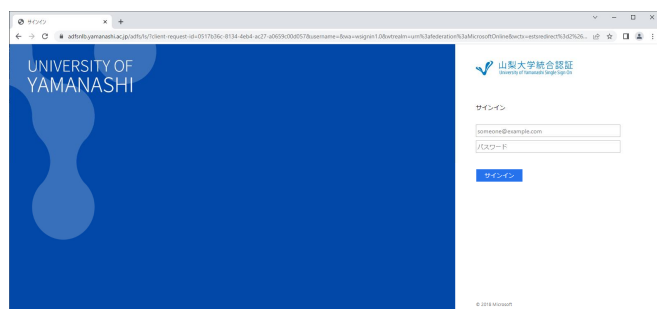 サインイン
adfsnlb.yamanashi.ac.jp/adfs/ls/?client-request-id=0517b36c-8134-4eb4-ac27-a0659c00d057&username=&wa=wsignin1.0&wtrealm=urn%3afederation%3aMicrosoftOnline&wctx=estsredirect%3d2%26...
UNIVERSITY OF
YAMANASHI
山梨大学統合認証
University of Yamanashi Single Sign On
サインイン
someone@example.com
パスワード
サインイン
© 2016 Microsoft